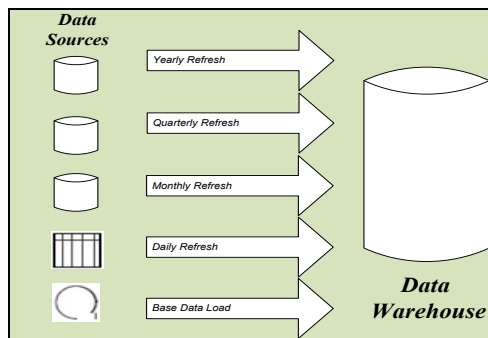 Data
Sources
Yearly Refresh
Quarterly Refresh
Monthly Refresh
Daily Refresh
Base Data Load
Data
Warehouse